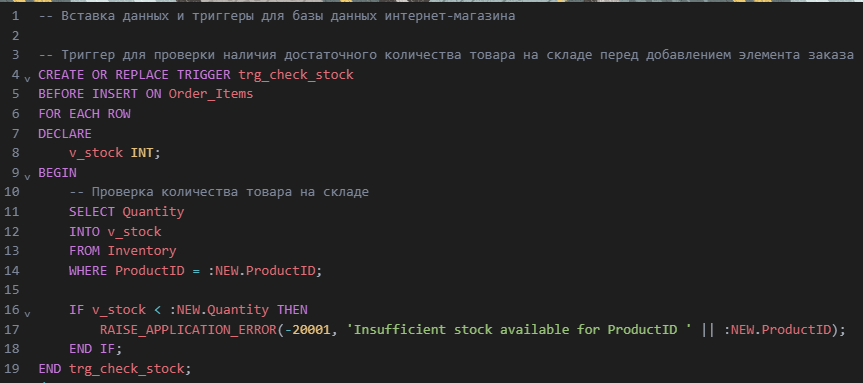 1 -- Вставка данных и триггеры для базы данных интернет-магазина
2
3 -- Триггер для проверки наличия достаточного количества товара на складе перед добавлением элемента заказа
4 CREATE OR REPLACE TRIGGER trg_check_stock
5 BEFORE INSERT ON Order_Items
6 FOR EACH ROW
7 DECLARE
8     v_stock INT;
9 BEGIN
10     -- Проверка количества товара на складе
11     SELECT Quantity
12     INTO v_stock
13     FROM Inventory
14     WHERE ProductID = :NEW.ProductID;
15
16     IF v_stock < :NEW.Quantity THEN
17         RAISE_APPLICATION_ERROR(-20001, 'Insufficient stock available for ProductID ' || :NEW.ProductID);
18     END IF;
19 END trg_check_stock;